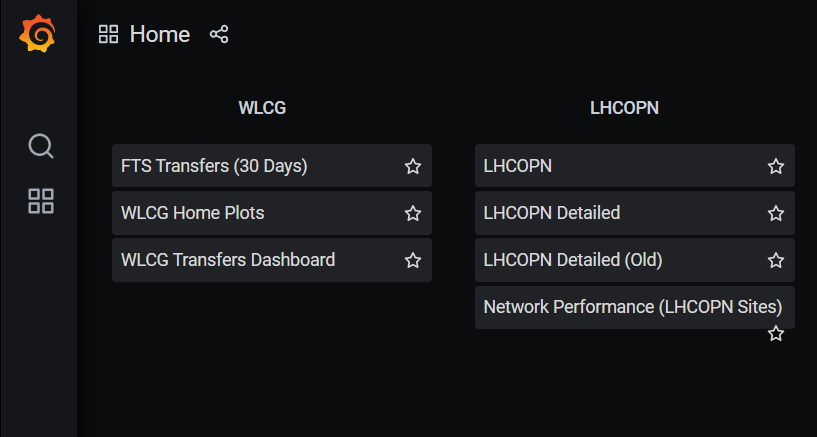 Home
WLCG
FTS Transfers (30 Days)
WLCG Home Plots
WLCG Transfers Dashboard
LHCOPN
LHCOPN
LHCOPN Detailed
LHCOPN Detailed (Old)
Network Performance (LHCOPN Sites)